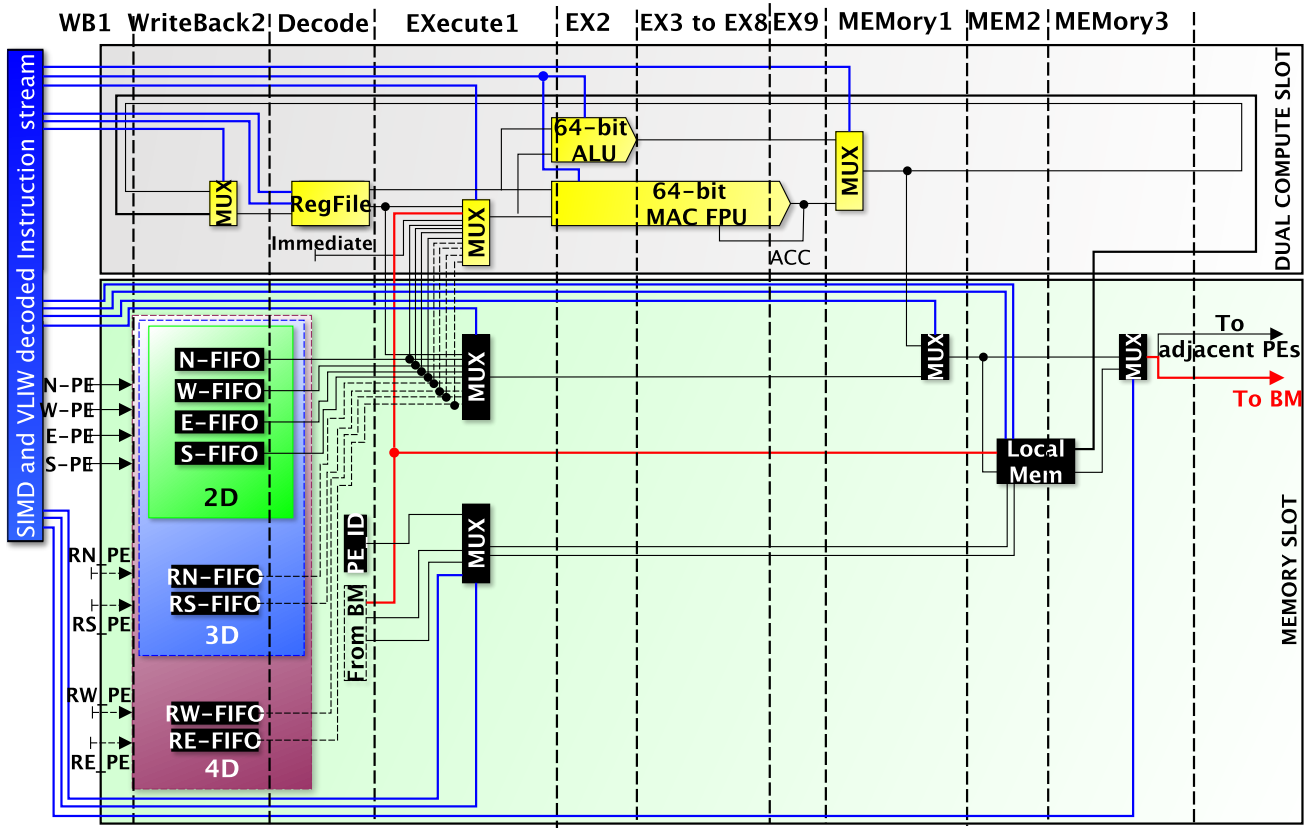 WB1 WriteBack2 Decode EXecute1 EX2 EX3 to EX8 EX9 MEMory1 MEM2 MEMory3
SIMD and VLIW decoded Instruction stream
DUAL COMPUTE SLOT
64-bit
ALU
MUX
MUX
RegFile
64-bit
MAC FPU
MUX
Immediate
ACC
MEMORY SLOT
N-FIFO
W-FIFO
E-FIFO
S-FIFO
2D
N-PE
W-PE
E-PE
S-PE
MUX
MUX
MUX
To
adjacent PEs
To BM
Local
Mem
PE_ID
MUX
RN_PE
RN-FIFO
RS-FIFO
RS_PE
3D
From BM
RW_PE
RW-FIFO
RE-FIFO
RE_PE
4D